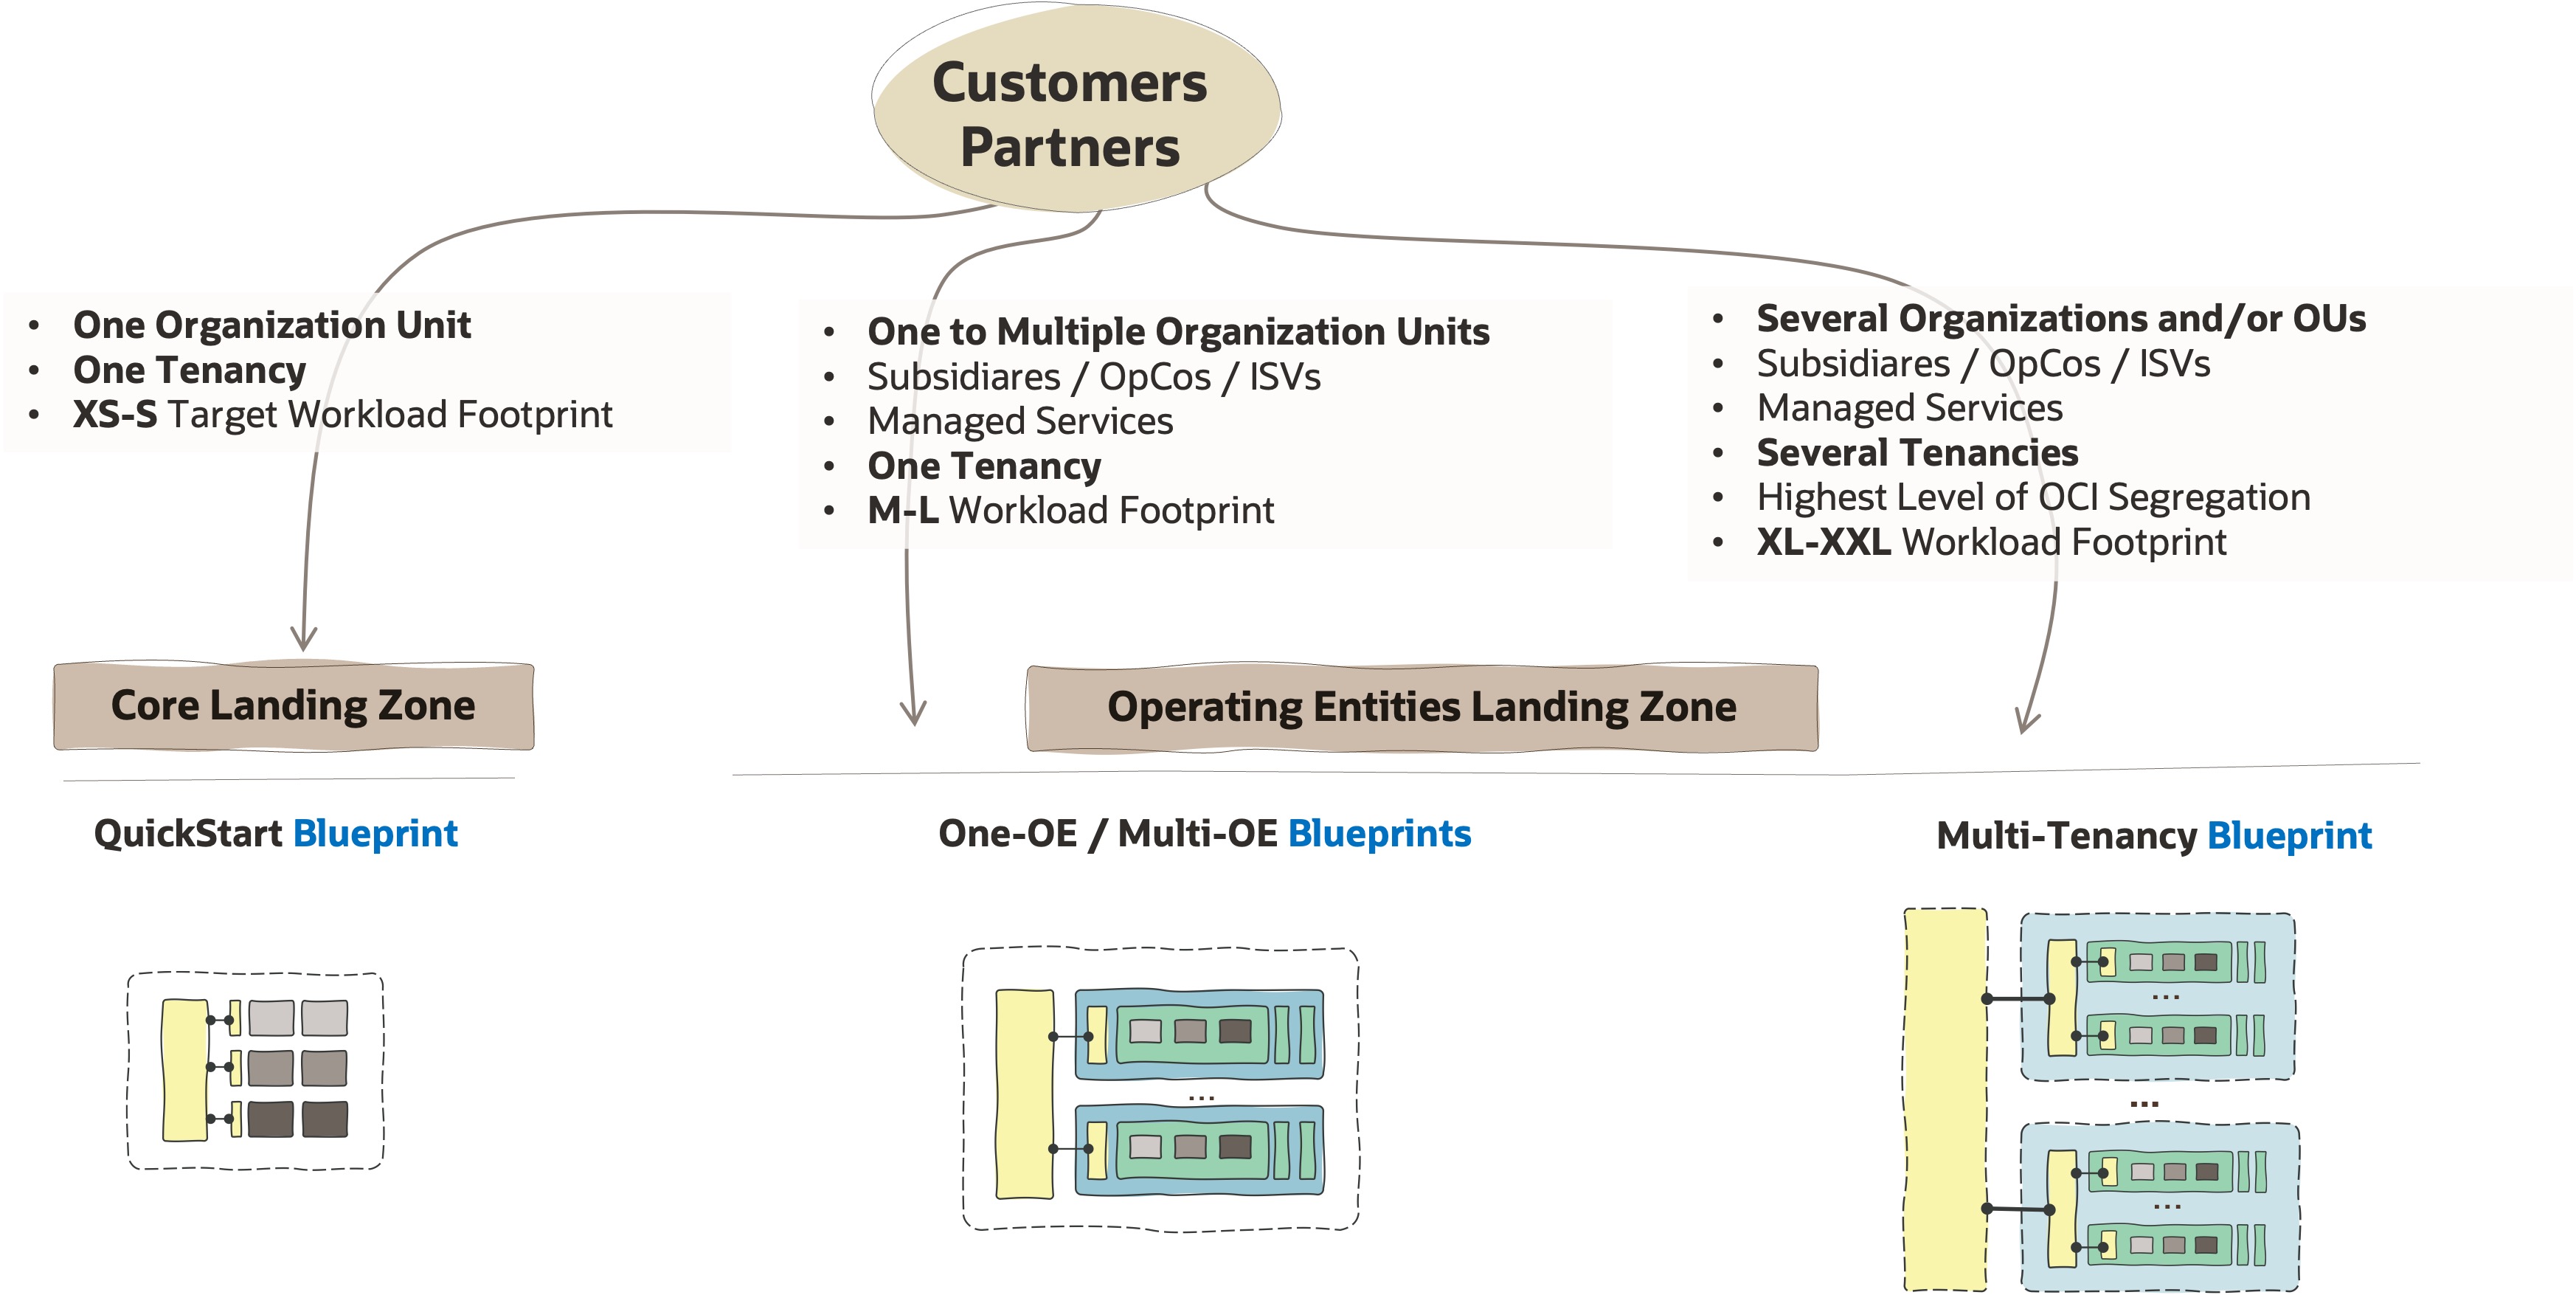 Customers
Partners
• One Organization Unit
• One Tenancy
• XS-S Target Workload Footprint
• One to Multiple Organization Units
• Subsidiares / OpCos / ISVs
• Managed Services
• One Tenancy
• M-L Workload Footprint
• Several Organizations and/or OUs
• Subsidiares / OpCos / ISVs
• Managed Services
• Several Tenancies
• Highest Level of OCI Segregation
• XL-XXL Workload Footprint
Core Landing Zone
Operating Entities Landing Zone
QuickStart Blueprint
One-OE / Multi-OE Blueprints
Multi-Tenancy Blueprint
...
...
...
...